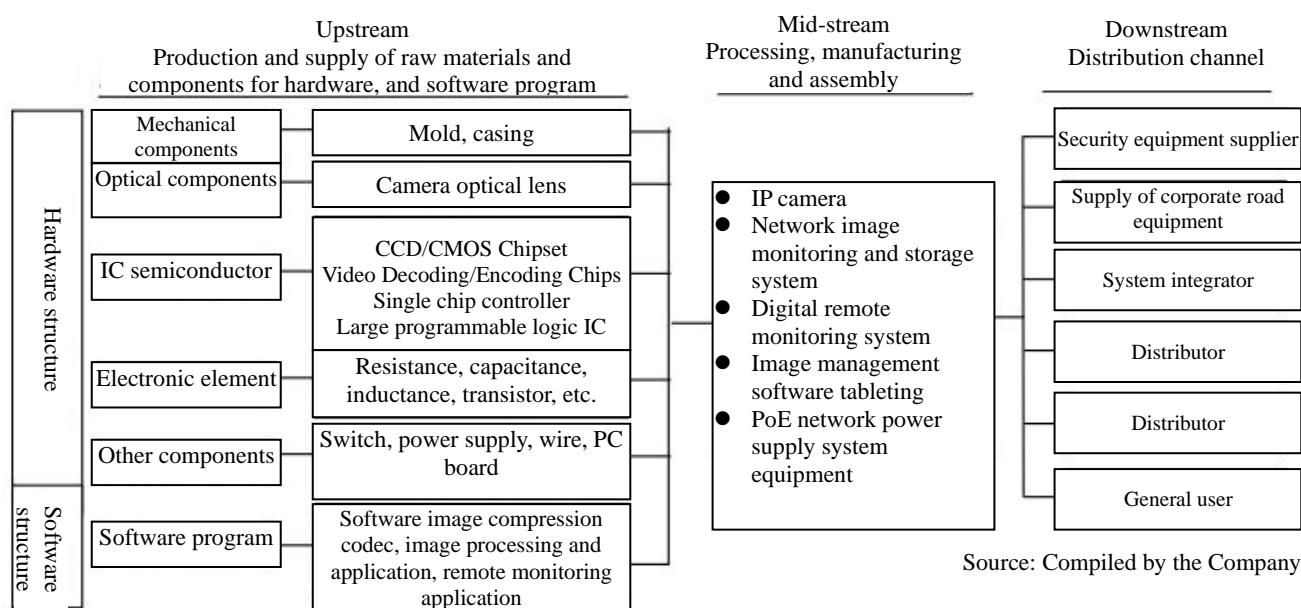 Upstream
Production and supply of raw materials and
components for hardware, and software program
Mid-stream
Processing, manufacturing
and assembly
Downstream
Distribution channel
Hardware structure
Mechanical
components
Mold, casing
Optical components
Camera optical lens
IC semiconductor
CCD/CMOS Chipset
Video Decoding/Encoding Chips
Single chip controller
Large programmable logic IC
Electronic element
Resistance, capacitance,
inductance, transistor, etc.
Other components
Switch, power supply, wire, PC
board
Software
structure
Software program
Software image compression
codec, image processing and
application, remote monitoring
application
● IP camera
● Network image
monitoring and storage
system
● Digital remote
monitoring system
● Image management
software tableting
● PoE network power
supply system
equipment
Security equipment supplier
Supply of corporate road
equipment
System integrator
Distributor
Distributor
General user
Source: Compiled by the Company